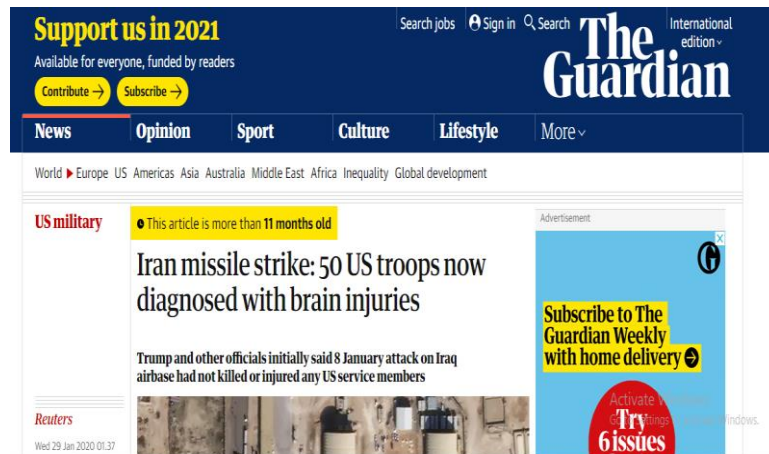 Support us in 2021
Available for everyone, funded by readers
Contribute →
Subscribe →
Search jobs
Sign in
Search
International
edition
The
Guardian
News
Opinion
Sport
Culture
Lifestyle
More
World
Europe
US
Americas
Asia
Australia
Middle East
Africa
Inequality
Global development
US military
This article is more than 11 months old
Iran missile strike: 50 US troops now
diagnosed with brain injuries
Trump and other officials initially said 8 January attack on Iraq
airbase had not killed or injured any US service members
Reuters
Wed 29 Jan 2020 01.37
Advertisement
G
Subscribe to The
Guardian Weekly
with home delivery
Try
6 issues
Activate
Windows.